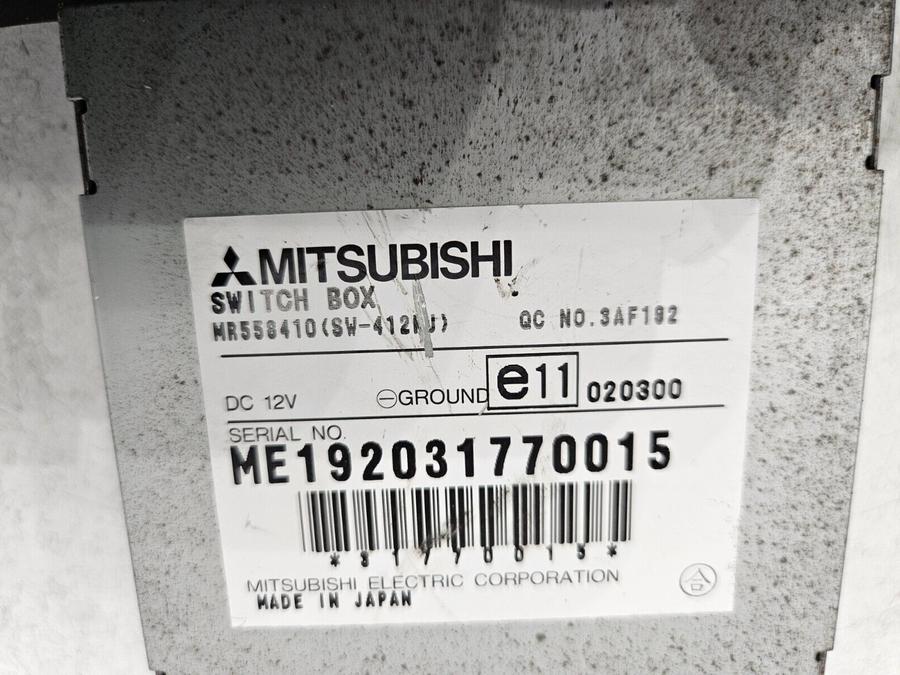 MITSUBISHI
SWITCH BOX
MR558410(SW-412MJ) QC NO.3AF192
DC 12V ⊖GROUND e11 020300
SERIAL NO.
ME192031770015
*31770015*
MITSUBISHI ELECTRIC CORPORATION 合
MADE IN JAPAN